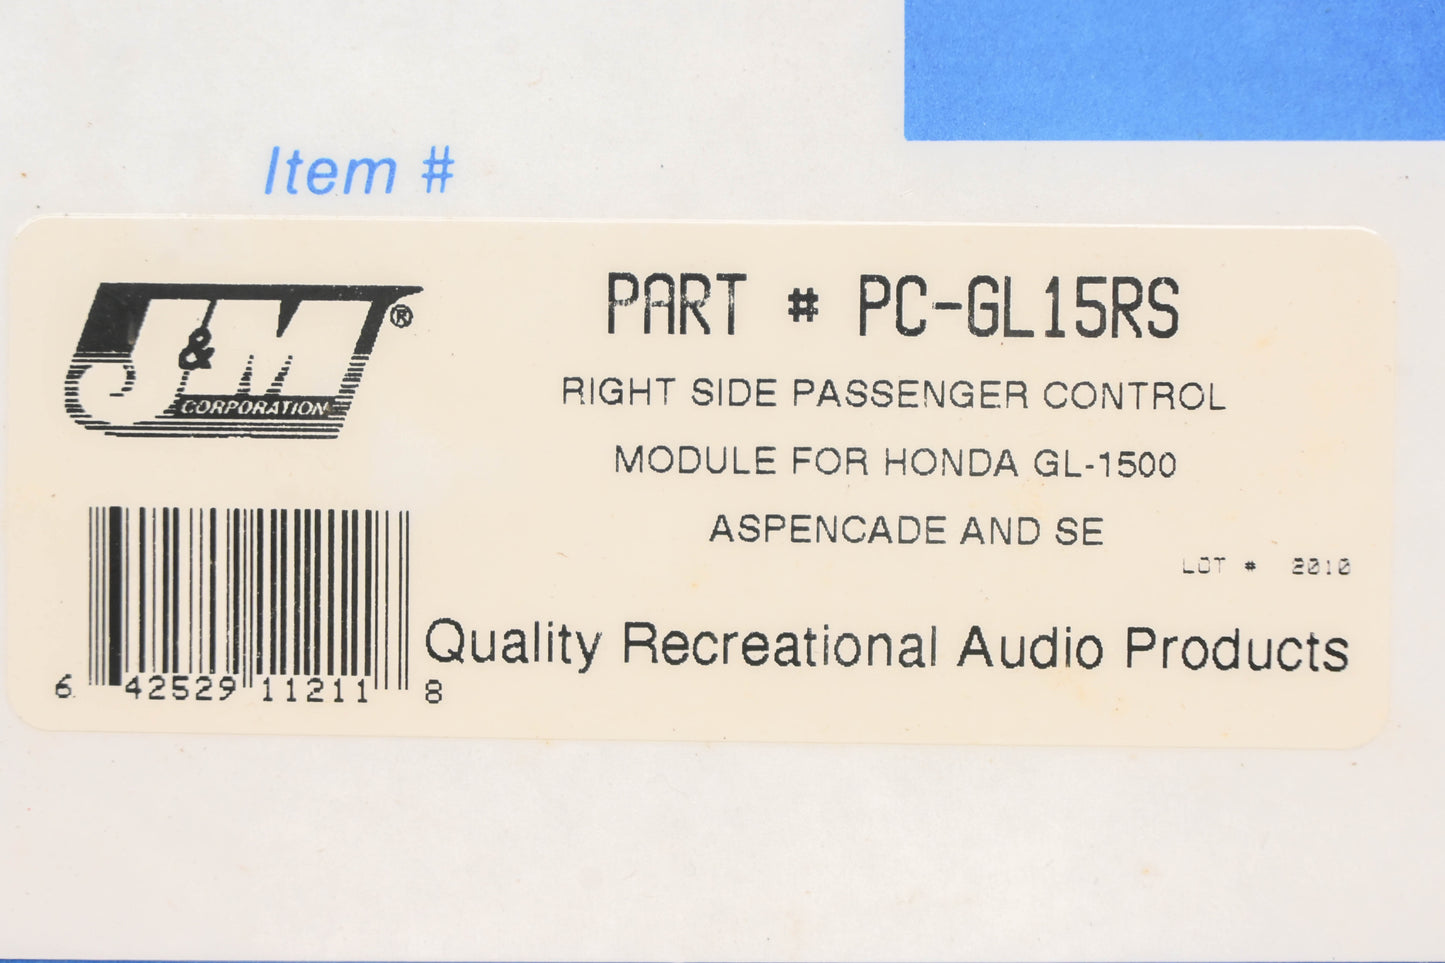 Item #
J&M ®
CORPORATION
PART # PC-GL15RS
RIGHT SIDE PASSENGER CONTROL
MODULE FOR HONDA GL-1500
ASPENCADE AND SE
LOT # 2010
Quality Recreational Audio Products
6 42529 11211 8